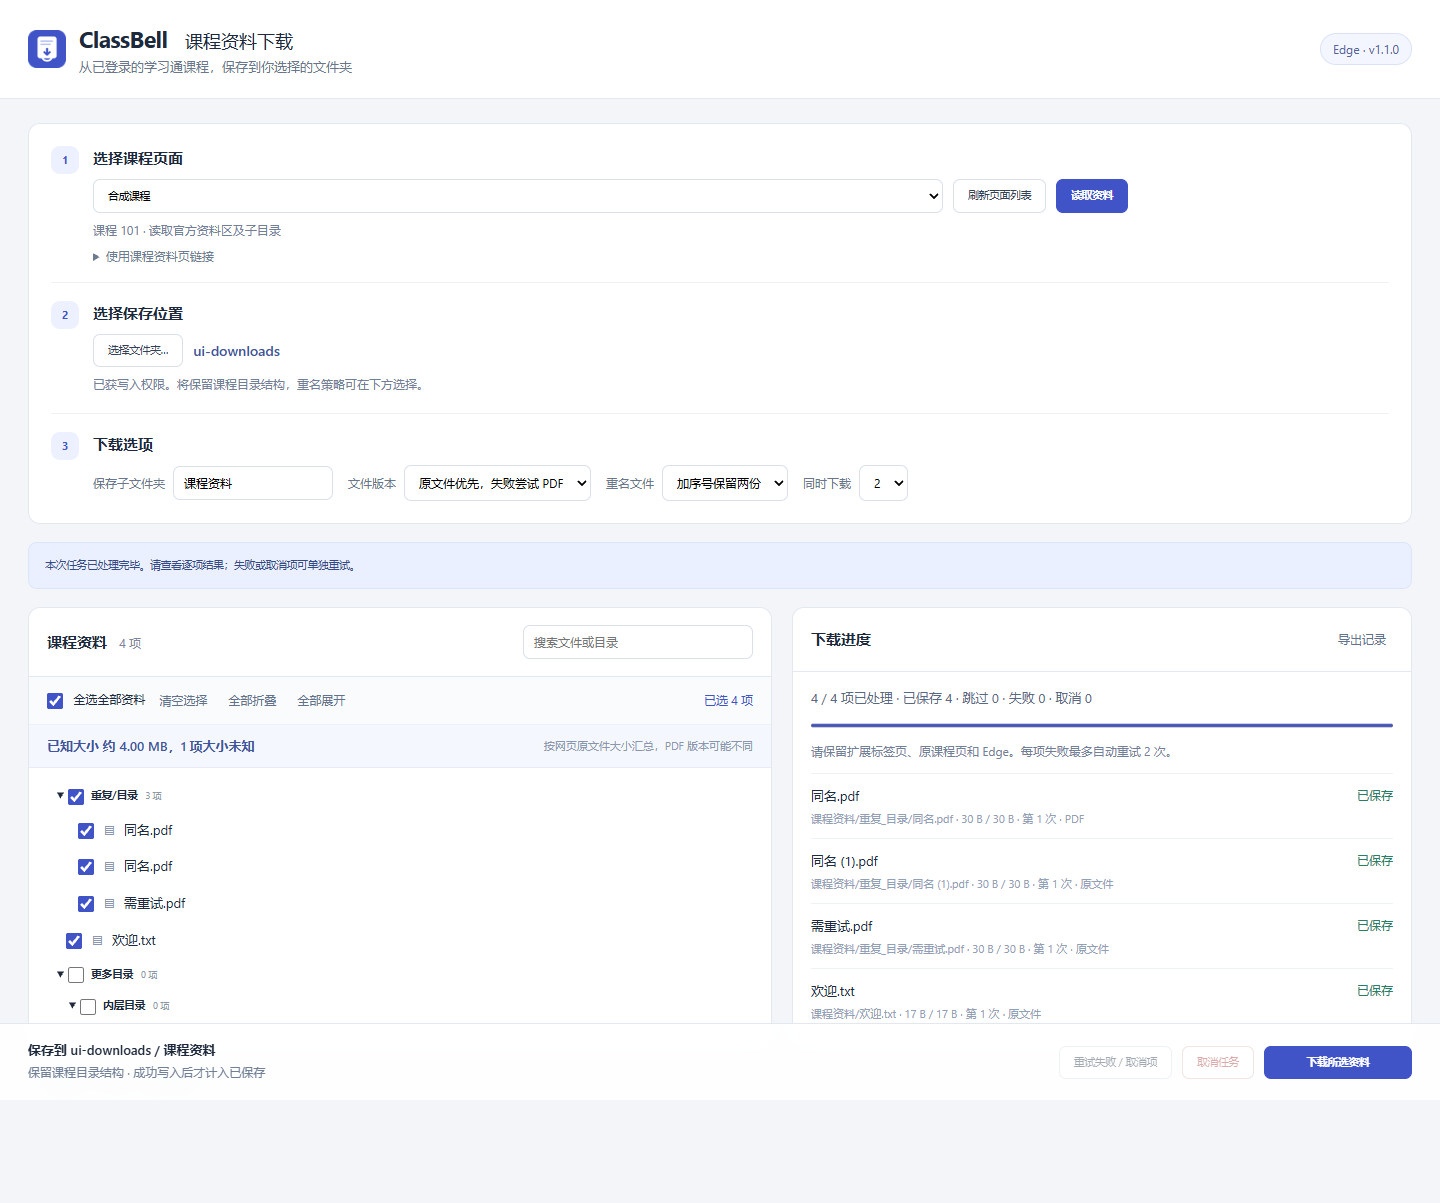 ClassBell 课程资料下载
从已登录的学习通课程，保存到你选择的文件夹
Edge · v1.1.0
1 选择课程页面
合成课程
刷新页面列表
读取资料
课程 101 · 读取官方资料区及子目录
▶ 使用课程资料页链接
2 选择保存位置
选择文件夹... ui-downloads
已获写入权限。将保留课程目录结构，重名策略可在下方选择。
3 下载选项
保存子文件夹 课程资料 文件版本 原文件优先，失败尝试 PDF 重名文件 加序号保留两份 同时下载 2
本次任务已处理完毕。请查看逐项结果；失败或取消项可单独重试。
课程资料 4 项
搜索文件或目录
全选全部资料 清空选择 全部折叠 全部展开 已选 4 项
已知大小 约 4.00 MB，1 项大小未知 按网页原文件大小汇总，PDF 版本可能不同
▼ 重复/目录 3 项
同名.pdf
同名.pdf
需重试.pdf
欢迎.txt
▼ 更多目录 0 项
▼ 内层目录 0 项
下载进度
导出记录
4 / 4 项已处理 · 已保存 4 · 跳过 0 · 失败 0 · 取消 0
请保留扩展标签页、原课程页和 Edge。每项失败最多自动重试 2 次。
同名.pdf 已保存
课程资料/重复_目录/同名.pdf · 30 B / 30 B · 第 1 次 · PDF
同名 (1).pdf 已保存
课程资料/重复_目录/同名 (1).pdf · 30 B / 30 B · 第 1 次 · 原文件
需重试.pdf 已保存
课程资料/重复_目录/需重试.pdf · 30 B / 30 B · 第 1 次 · 原文件
欢迎.txt 已保存
课程资料/欢迎.txt · 17 B / 17 B · 第 1 次 · 原文件
保存到 ui-downloads / 课程资料
保留课程目录结构 · 成功写入后才计入已保存
重试失败 / 取消项
取消任务
下载所选资料